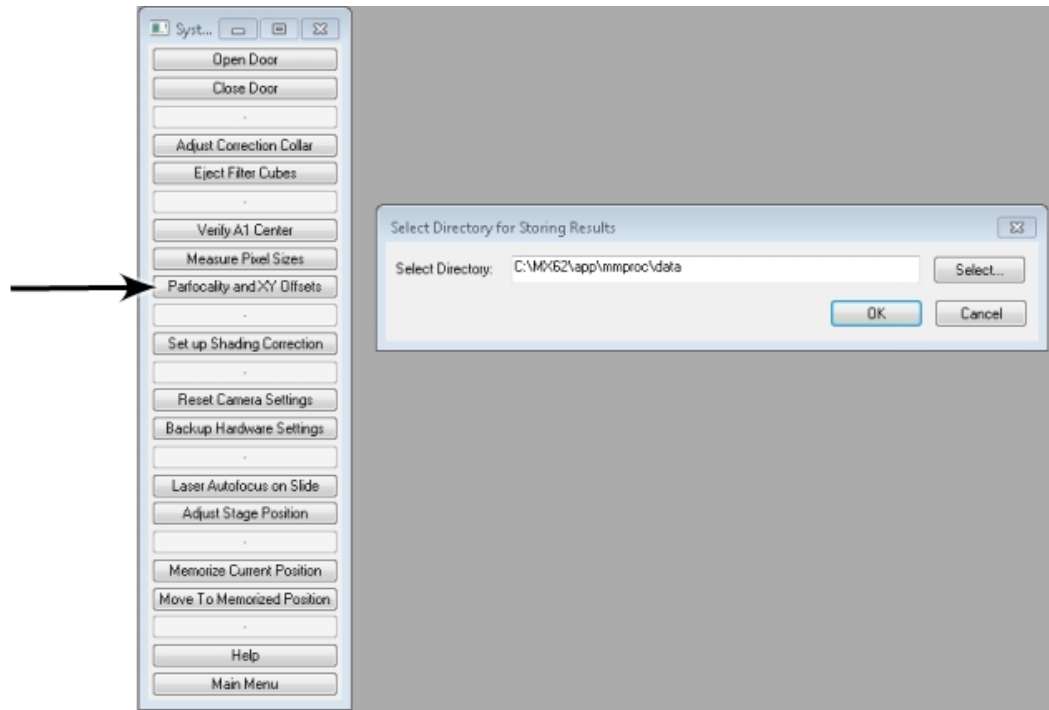 Syst...
Open Door
Close Door
-
Adjust Correction Collar
Eject Filter Cubes
-
Verify A1 Center
Measure Pixel Sizes
Parfocality and XY Offsets
-
Set up Shading Correction
-
Reset Camera Settings
Backup Hardware Settings
-
Laser Autofocus on Slide
Adjust Stage Position
-
Memorize Current Position
Move To Memorized Position
-
Help
Main Menu
Select Directory for Storing Results
Select Directory: C:\MX62\app\mmproc\data Select...
OK Cancel